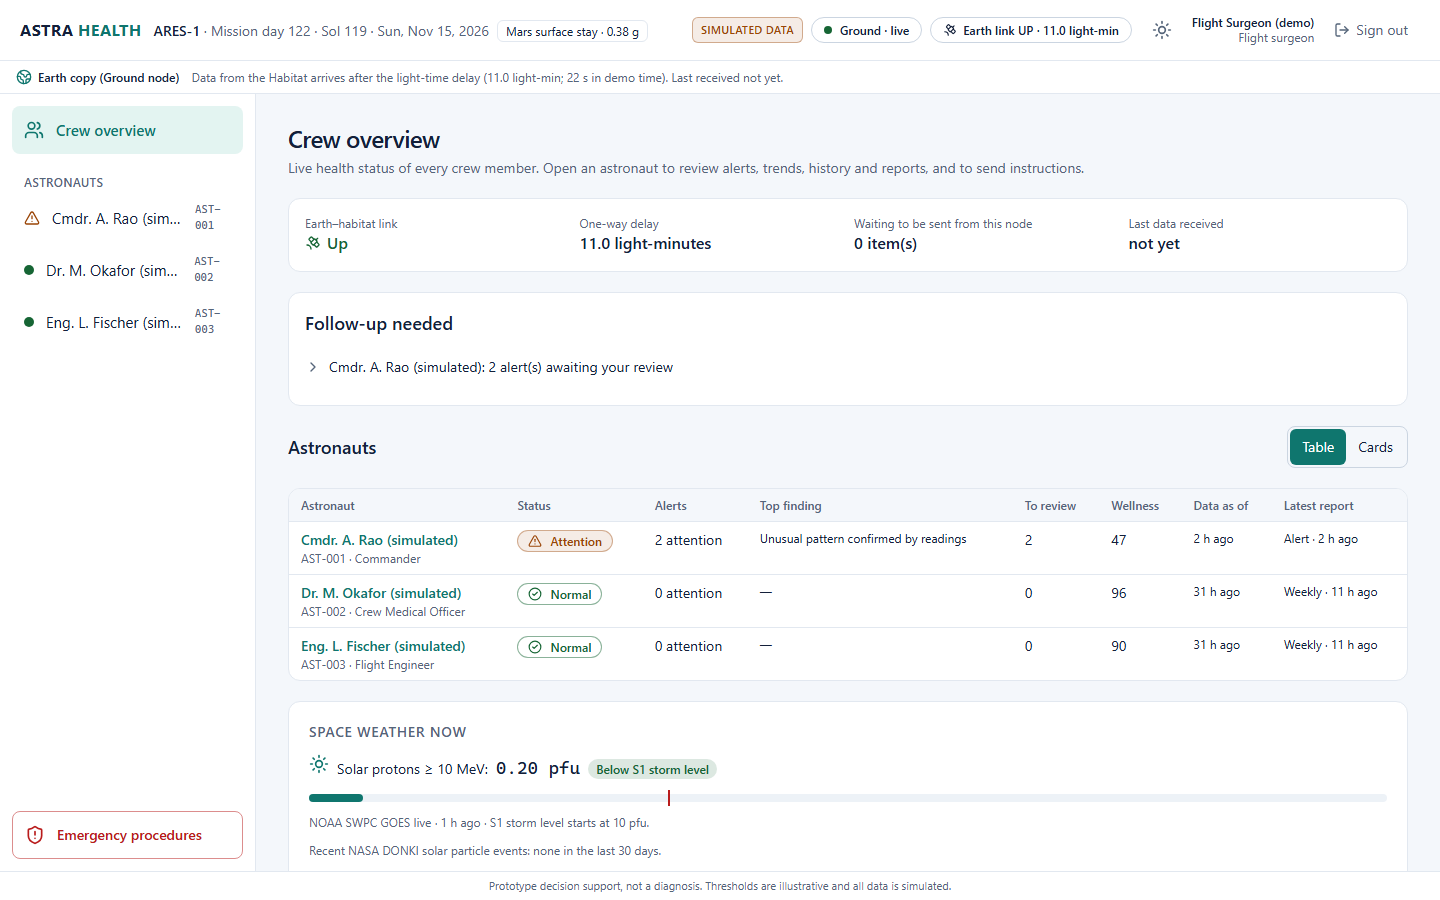 ASTRA HEALTH ARES-1 · Mission day 122 · Sol 119 · Sun, Nov 15, 2026 Mars surface stay · 0.38 g SIMULATED DATA Ground · live Earth link UP · 11.0 light-min Flight Surgeon (demo)
Flight surgeon
Sign out
Earth copy (Ground node) Data from the Habitat arrives after the light-time delay (11.0 light-min; 22 s in demo time). Last received not yet.
Crew overview
ASTRONAUTS
Cmdr. A. Rao (sim... AST-
001
Dr. M. Okafor (sim... AST-
002
Eng. L. Fischer (sim... AST-
003
Emergency procedures
Crew overview
Live health status of every crew member. Open an astronaut to review alerts, trends, history and reports, and to send instructions.
Earth–habitat link One-way delay Waiting to be sent from this node Last data received
Up 11.0 light-minutes 0 item(s) not yet
Follow-up needed
Cmdr. A. Rao (simulated): 2 alert(s) awaiting your review
Astronauts Table Cards
Astronaut Status Alerts Top finding To review Wellness Data as of Latest report
Cmdr. A. Rao (simulated) Attention 2 attention Unusual pattern confirmed by readings 2 47 2 h ago Alert · 2 h ago
AST-001 · Commander
Dr. M. Okafor (simulated) Normal 0 attention — 0 96 31 h ago Weekly · 11 h ago
AST-002 · Crew Medical Officer
Eng. L. Fischer (simulated) Normal 0 attention — 0 90 31 h ago Weekly · 11 h ago
AST-003 · Flight Engineer
SPACE WEATHER NOW
Solar protons ≥ 10 MeV: 0.20 pfu Below S1 storm level
NOAA SWPC GOES live · 1 h ago · S1 storm level starts at 10 pfu.
Recent NASA DONKI solar particle events: none in the last 30 days.
Prototype decision support, not a diagnosis. Thresholds are illustrative and all data is simulated.